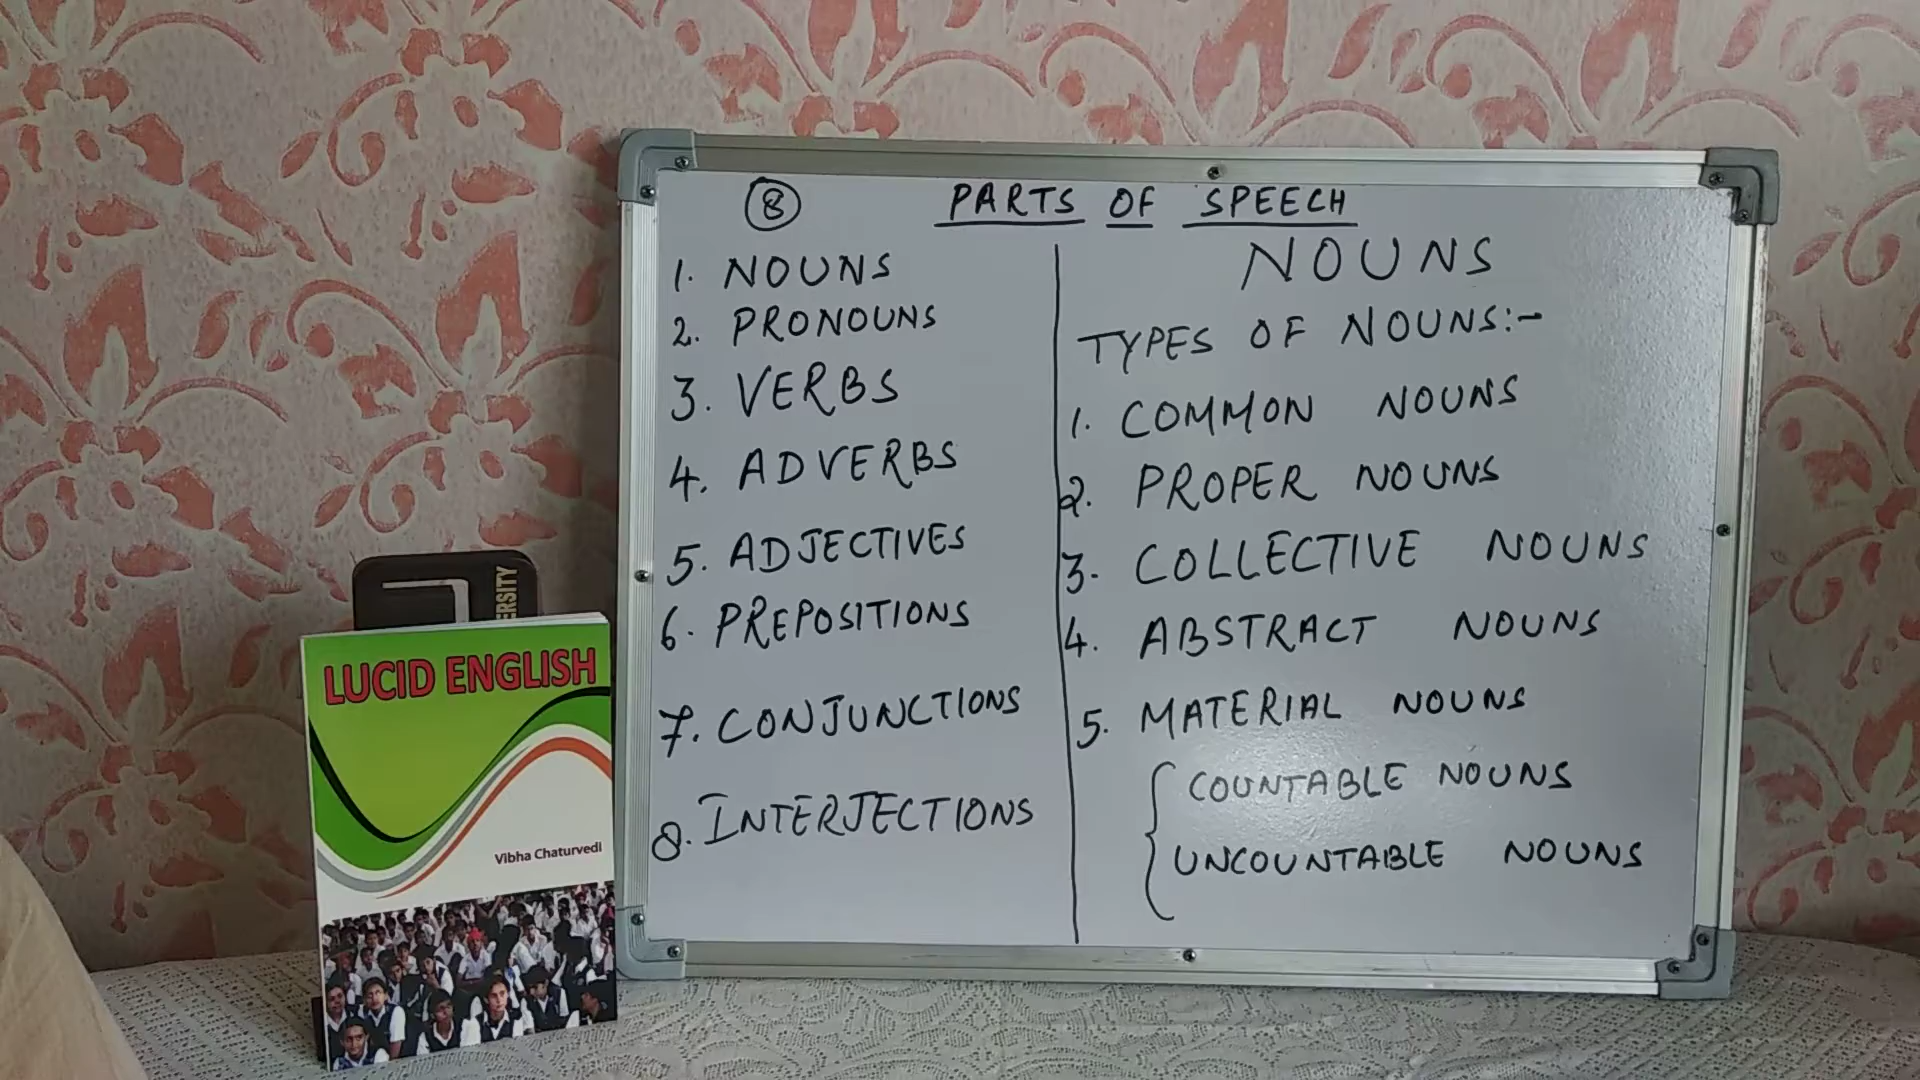 8 PARTS OF SPEECH
1. NOUNS
2. PRONOUNS
3. VERBS
4. ADVERBS
5. ADJECTIVES
6. PREPOSITIONS
7. CONJUNCTIONS
8. INTERJECTIONS
NOUNS
TYPES OF NOUNS:-
1. COMMON NOUNS
2. PROPER NOUNS
3. COLLECTIVE NOUNS
4. ABSTRACT NOUNS
5. MATERIAL NOUNS
COUNTABLE NOUNS
UNCOUNTABLE NOUNS
LUCID ENGLISH
Vibha Chaturvedi